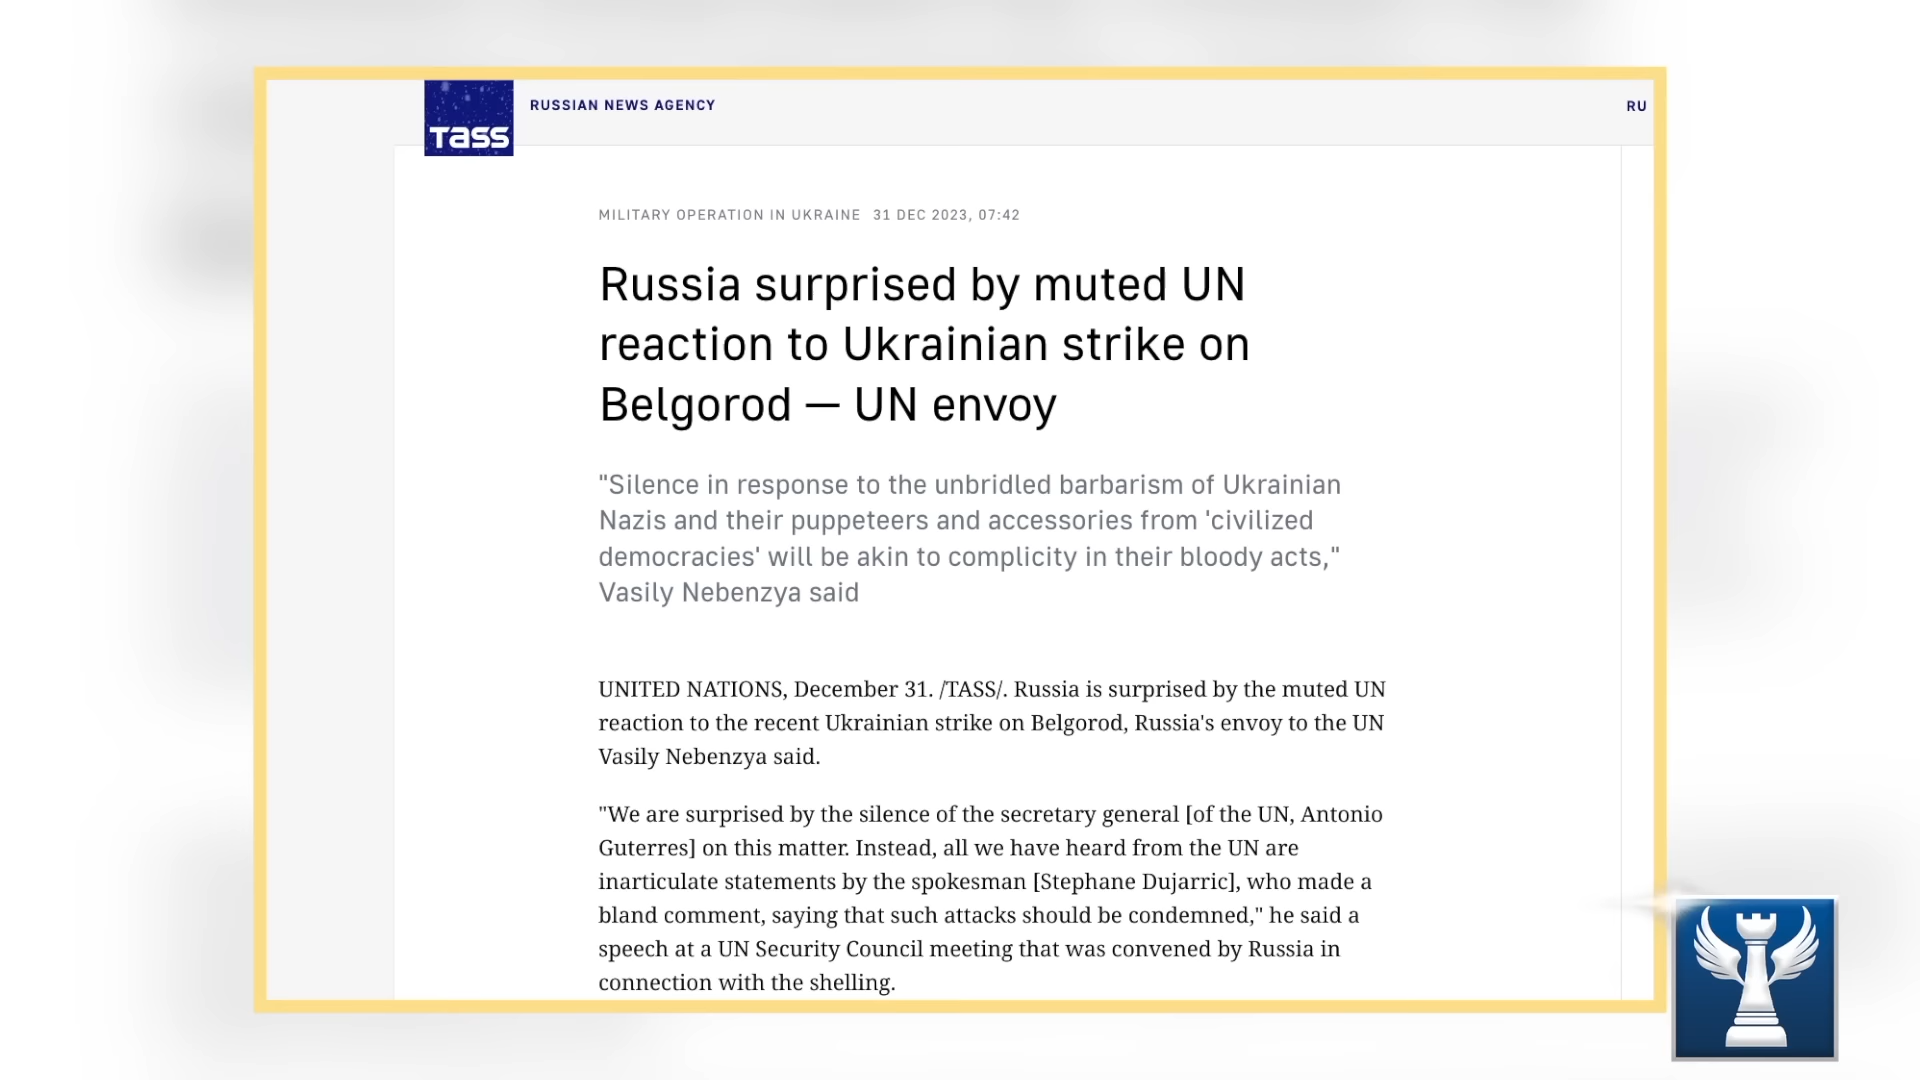 Tass
RUSSIAN NEWS AGENCY
RU
MILITARY OPERATION IN UKRAINE 31 DEC 2023, 07:42
Russia surprised by muted UN
reaction to Ukrainian strike on
Belgorod — UN envoy
"Silence in response to the unbridled barbarism of Ukrainian
Nazis and their puppeteers and accessories from 'civilized
democracies' will be akin to complicity in their bloody acts,"
Vasily Nebenzya said
UNITED NATIONS, December 31. /TASS/. Russia is surprised by the muted UN
reaction to the recent Ukrainian strike on Belgorod, Russia's envoy to the UN
Vasily Nebenzya said.
"We are surprised by the silence of the secretary general [of the UN, Antonio
Guterres] on this matter. Instead, all we have heard from the UN are
inarticulate statements by the spokesman [Stephane Dujarric], who made a
bland comment, saying that such attacks should be condemned," he said a
speech at a UN Security Council meeting that was convened by Russia in
connection with the shelling.